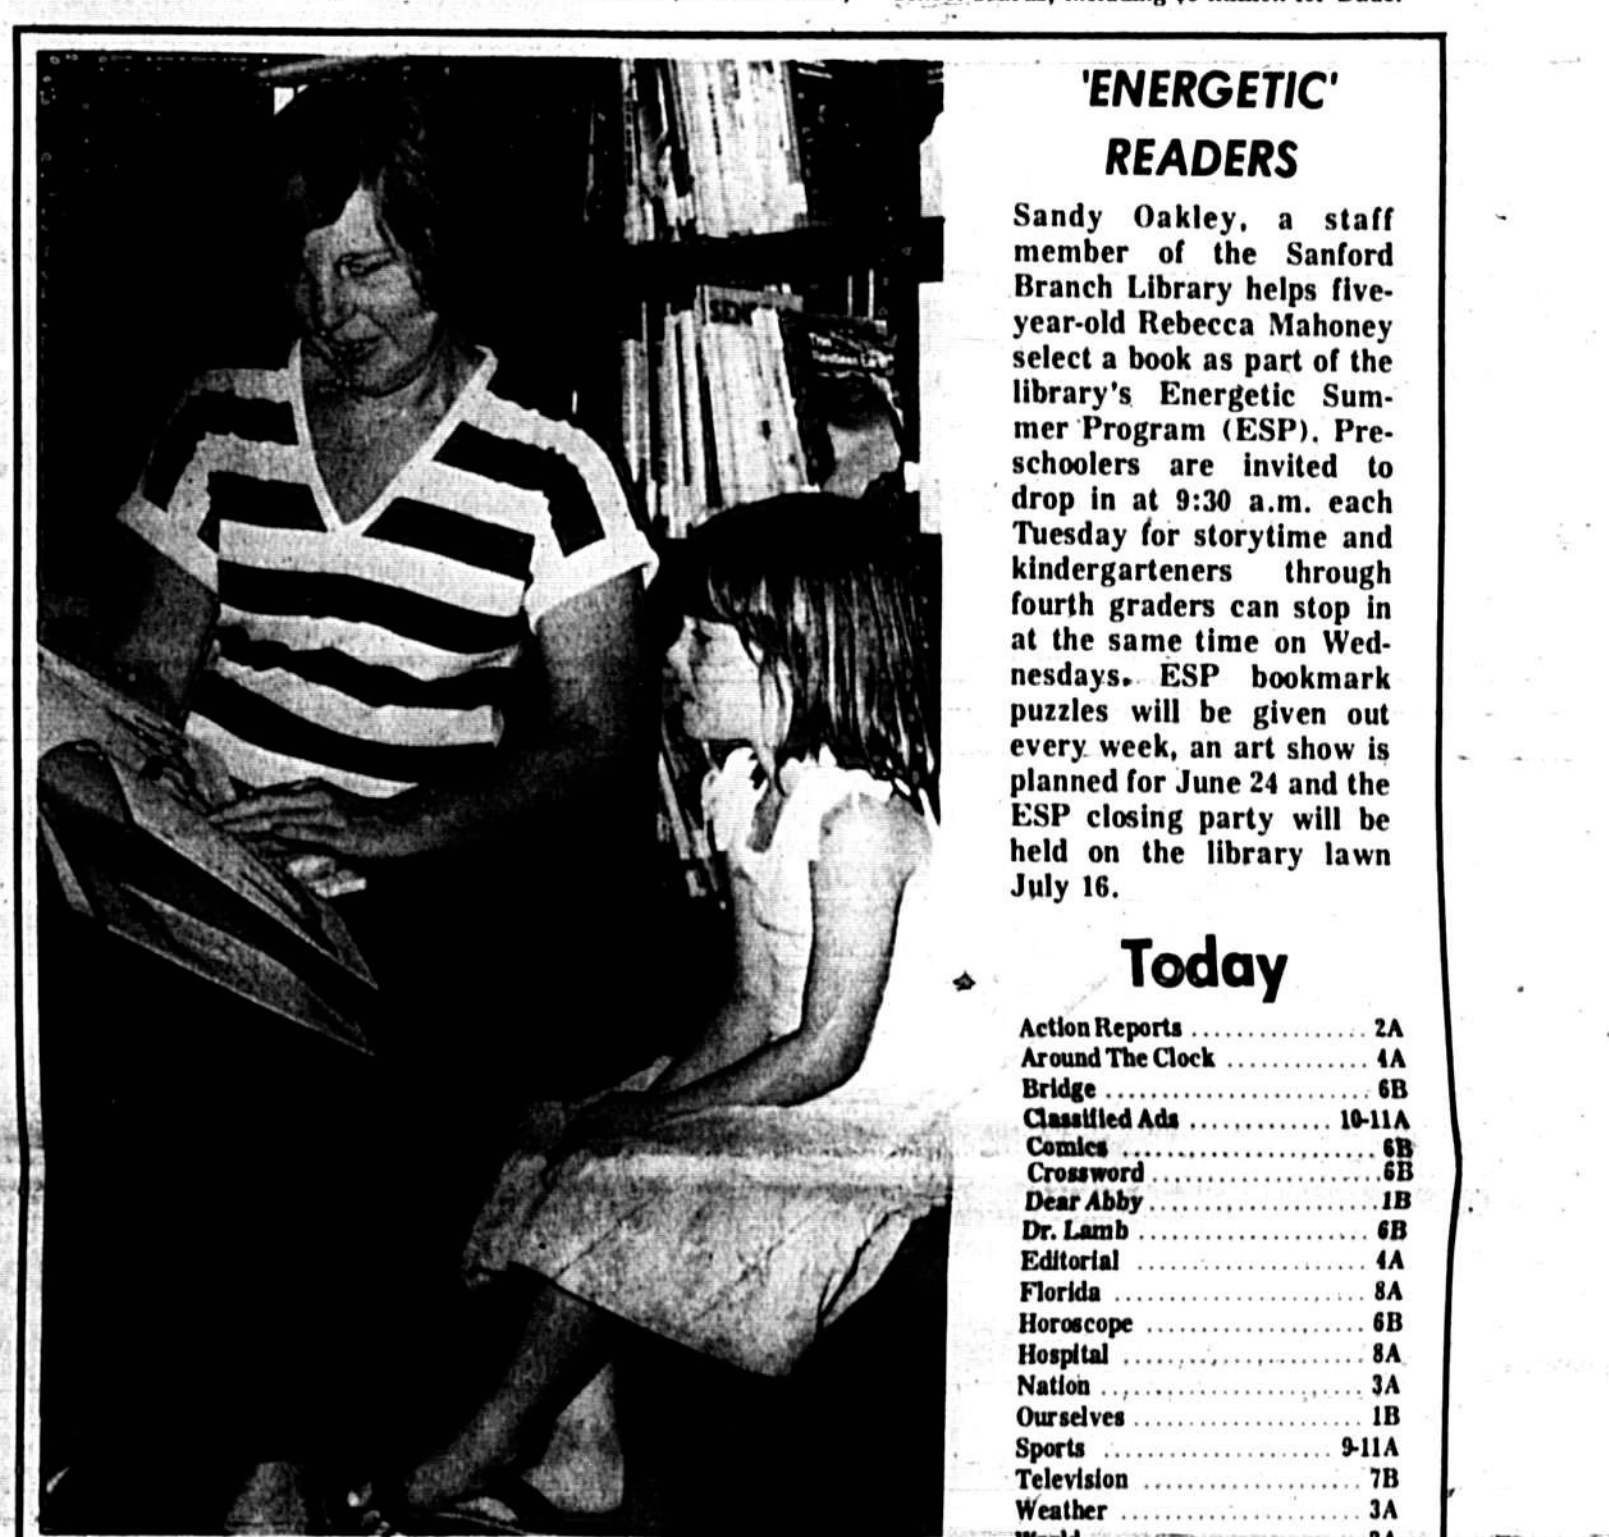 'ENERGETIC'
READERS
Sandy Oakley, a staff
member of the Sanford
Branch Library helps five-
year-old Rebecca Mahoney
select a book as part of the
library's Energetic Sum-
mer Program (ESP). Pre-
schoolers are invited to
drop in at 9:30 a.m. each
Tuesday for storytime and
kindergarteners through
fourth graders can stop in
at the same time on Wed-
nesdays. ESP bookmark
puzzles will be given out
every week, an art show is
planned for June 24 and the
ESP closing party will be
held on the library lawn
July 16.
Today
Action Reports ................ 2A
Around The Clock ............. 4A
Bridge ........................ 6B
Classified Ads ............. 10-11A
Comics ........................ 6B
Crossword ..................... 6B
Dear Abby ..................... 1B
Dr. Lamb ...................... 6B
Editorial ..................... 4A
Florida ....................... 8A
Horoscope ..................... 6B
Hospital ...................... 8A
Nation ........................ 3A
Ourselves ..................... 1B
Sports ..................... 9-11A
Television .................... 7B
Weather ....................... 3A